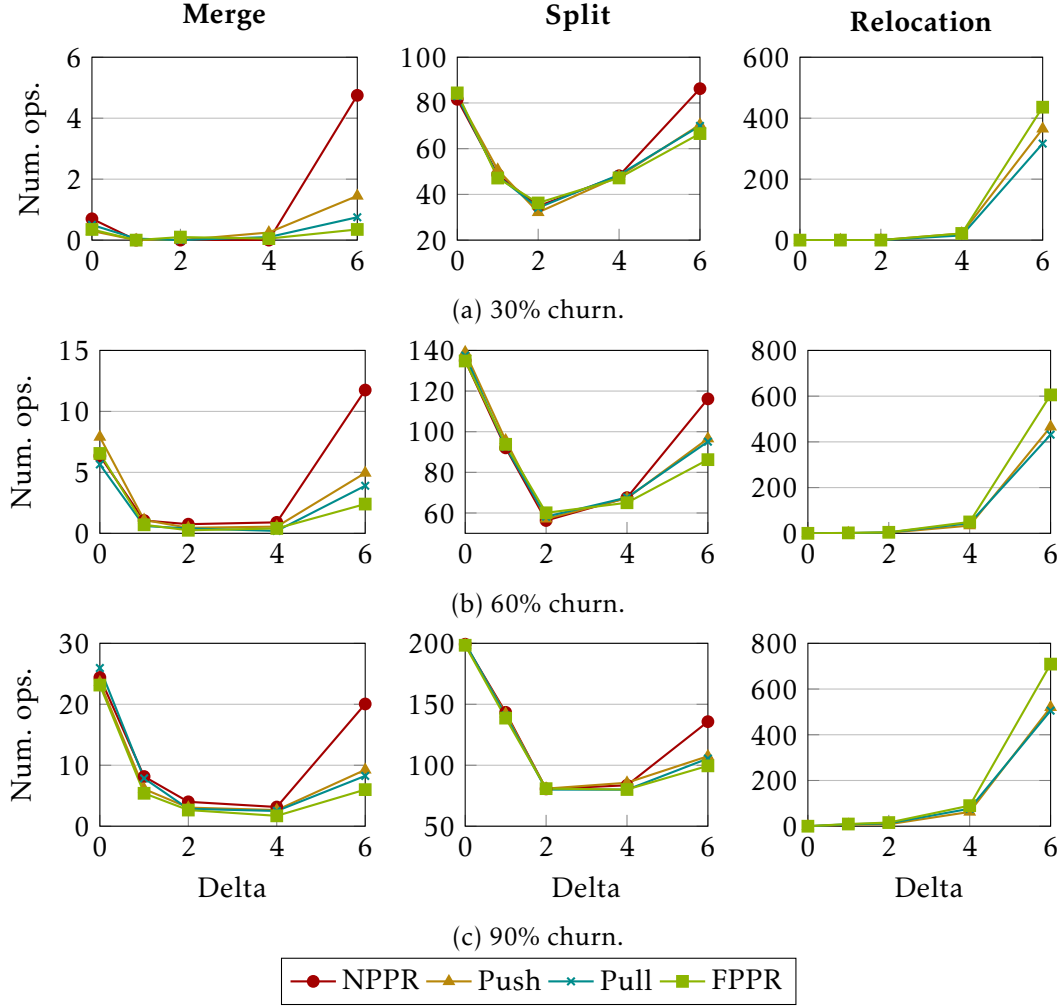 Merge Split Relocation
Num. ops.
6
4
2
0
0 2 4 6
100
80
60
40
20
0 2 4 6
600
400
200
0
0 2 4 6
(a) 30% churn.
Num. ops.
15
10
5
0
0 2 4 6
140
120
100
80
60
0 2 4 6
800
600
400
200
0
0 2 4 6
(b) 60% churn.
Num. ops.
30
20
10
0
0 2 4 6
Delta
200
150
100
50
0 2 4 6
Delta
800
600
400
200
0
0 2 4 6
Delta
(c) 90% churn.
NPPR Push Pull FPPR